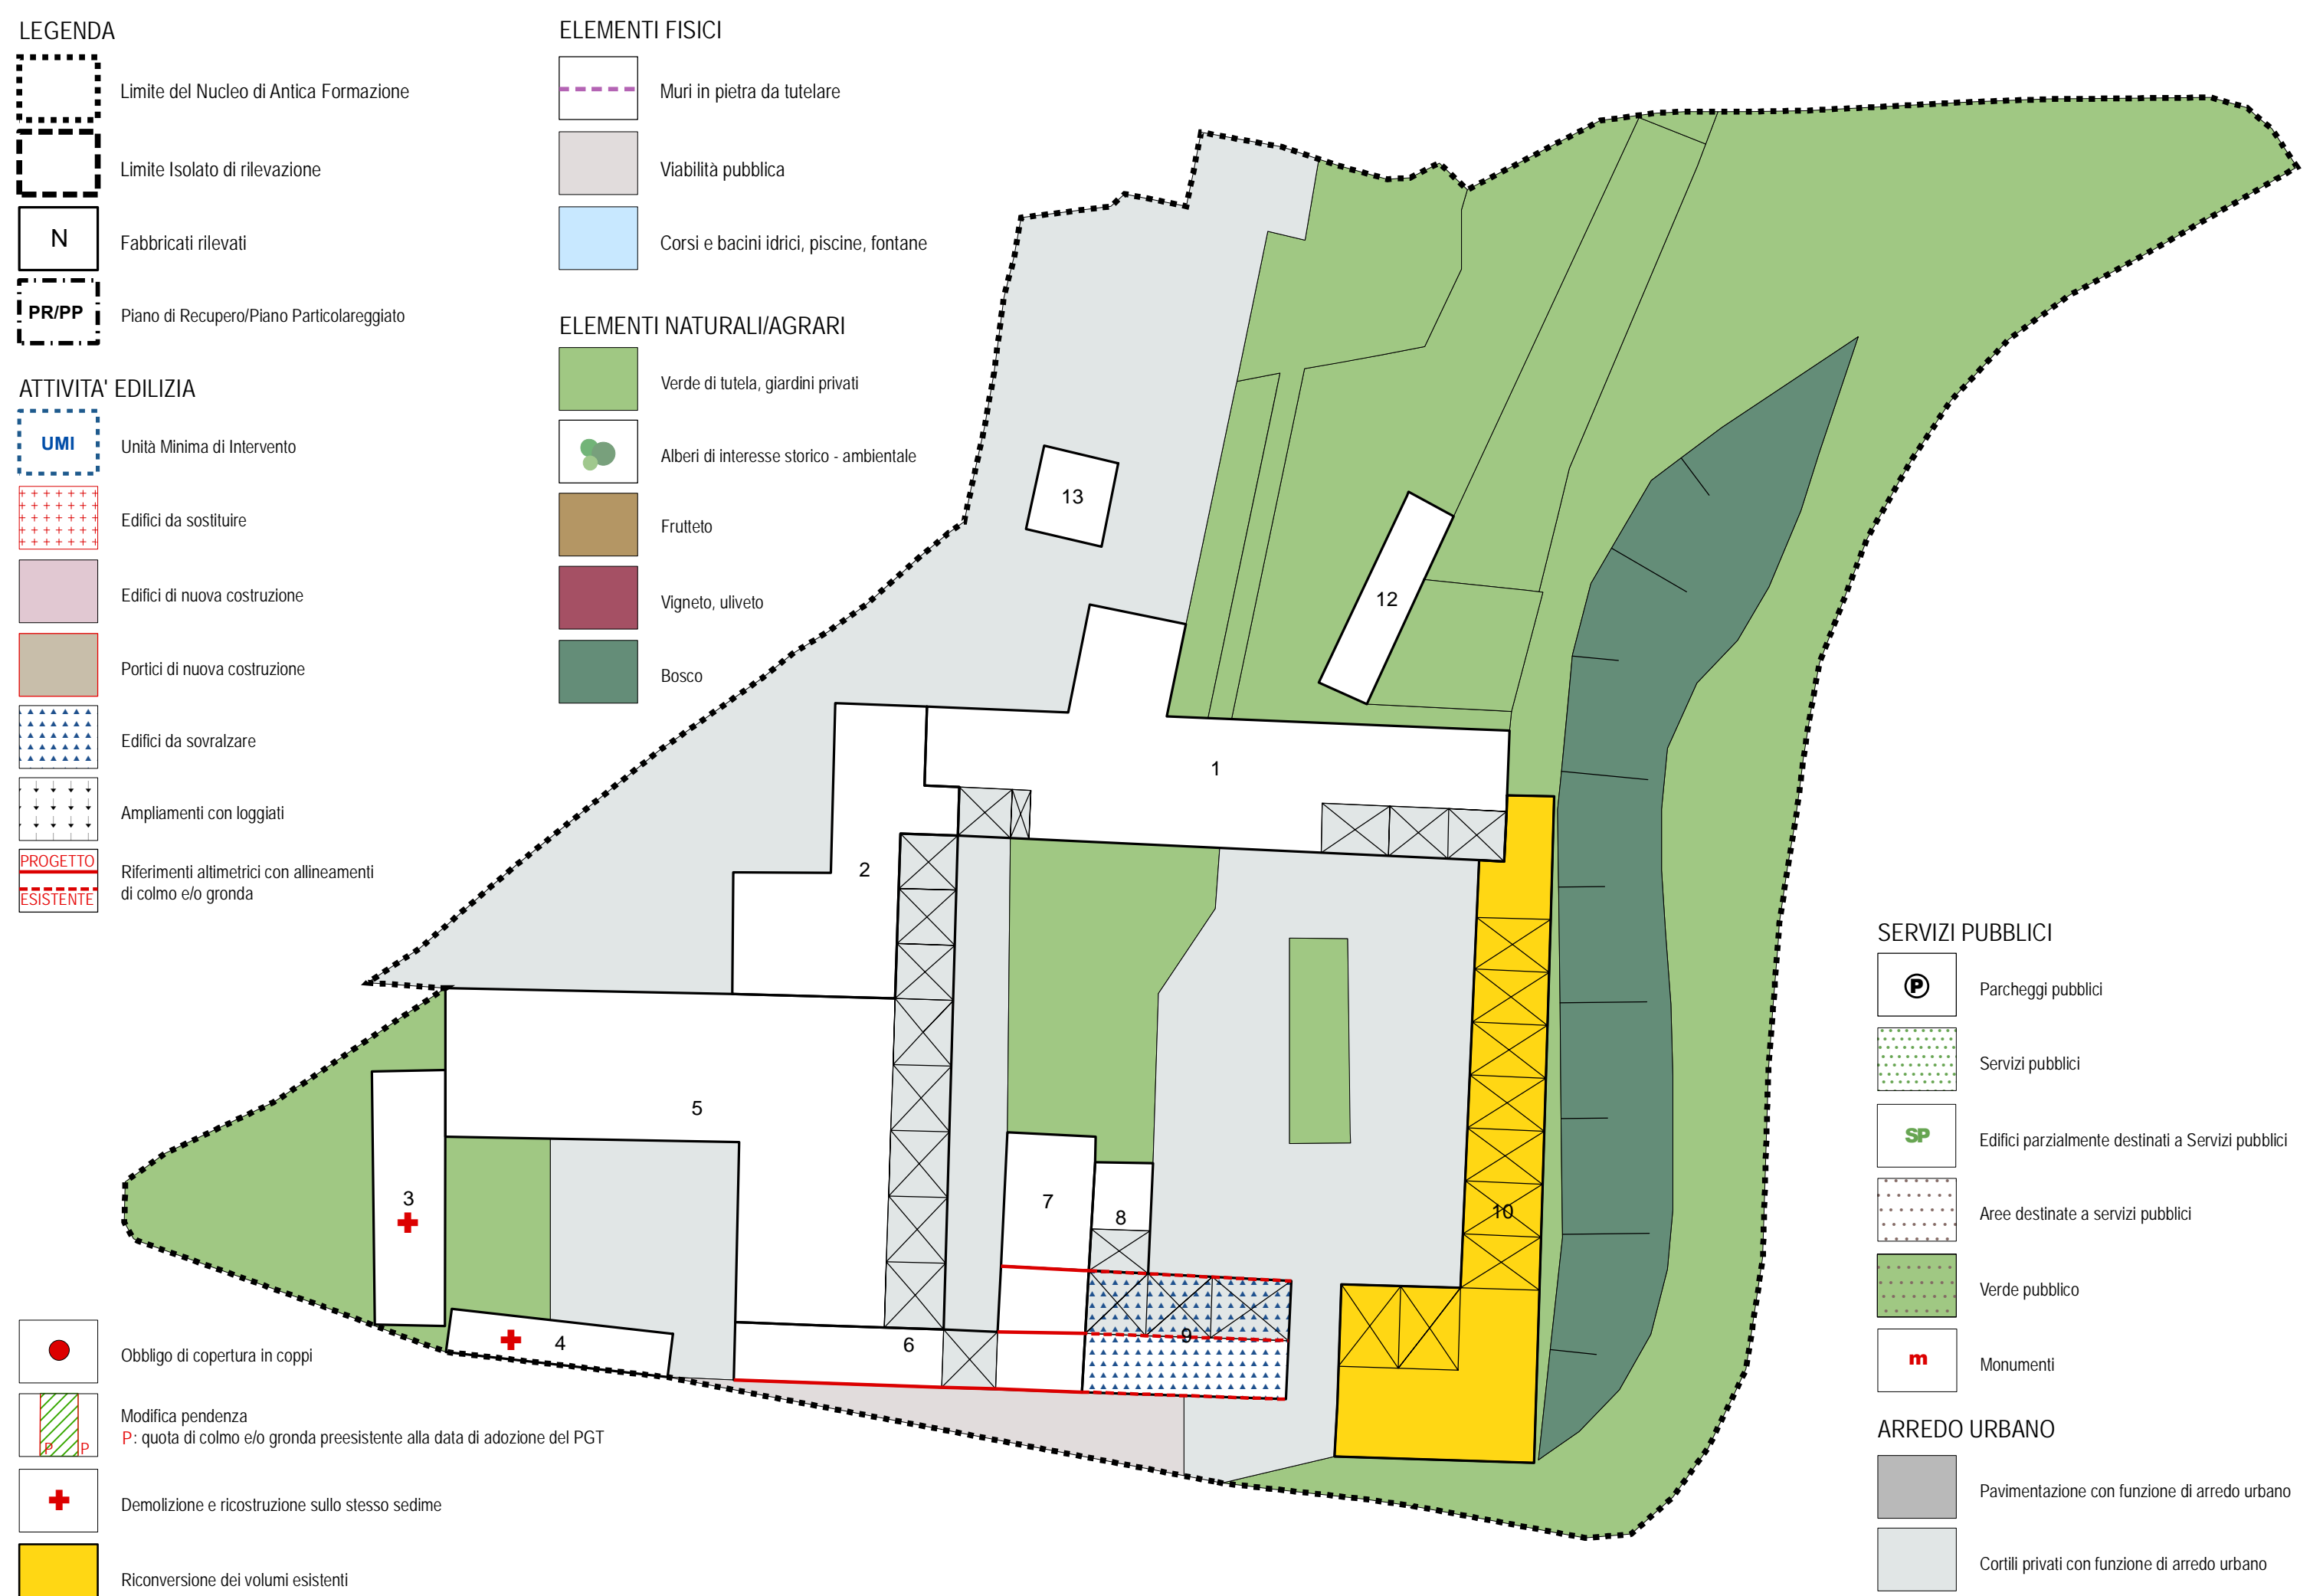 LEGENDA
Limite del Nucleo di Antica Formazione
Limite Isolato di rilevazione
N
Fabbricati rilevati
PR/PP
Piano di Recupero/Piano Particolareggiato
ATTIVITA' EDILIZIA
UMI
Unità Minima di Intervento
Edifici da sostituire
Edifici di nuova costruzione
Portici di nuova costruzione
Edifici da sovralzare
Ampliamenti con loggiati
PROGETTO
ESISTENTE
Riferimenti altimetrici con allineamenti
di colmo e/o gronda
Obbligo di copertura in coppi
P P
Modifica pendenza
P: quota di colmo e/o gronda preesistente alla data di adozione del PGT
Demolizione e ricostruzione sullo stesso sedime
Riconversione dei volumi esistenti
ELEMENTI FISICI
Muri in pietra da tutelare
Viabilità pubblica
Corsi e bacini idrici, piscine, fontane
ELEMENTI NATURALI/AGRARI
Verde di tutela, giardini privati
Alberi di interesse storico - ambientale
Frutteto
Vigneto, uliveto
Bosco
13
12
1
2
5
3
7
8
10
4
6
9
SERVIZI PUBBLICI
P
Parcheggi pubblici
Servizi pubblici
SP
Edifici parzialmente destinati a Servizi pubblici
Aree destinate a servizi pubblici
Verde pubblico
m
Monumenti
ARREDO URBANO
Pavimentazione con funzione di arredo urbano
Cortili privati con funzione di arredo urbano